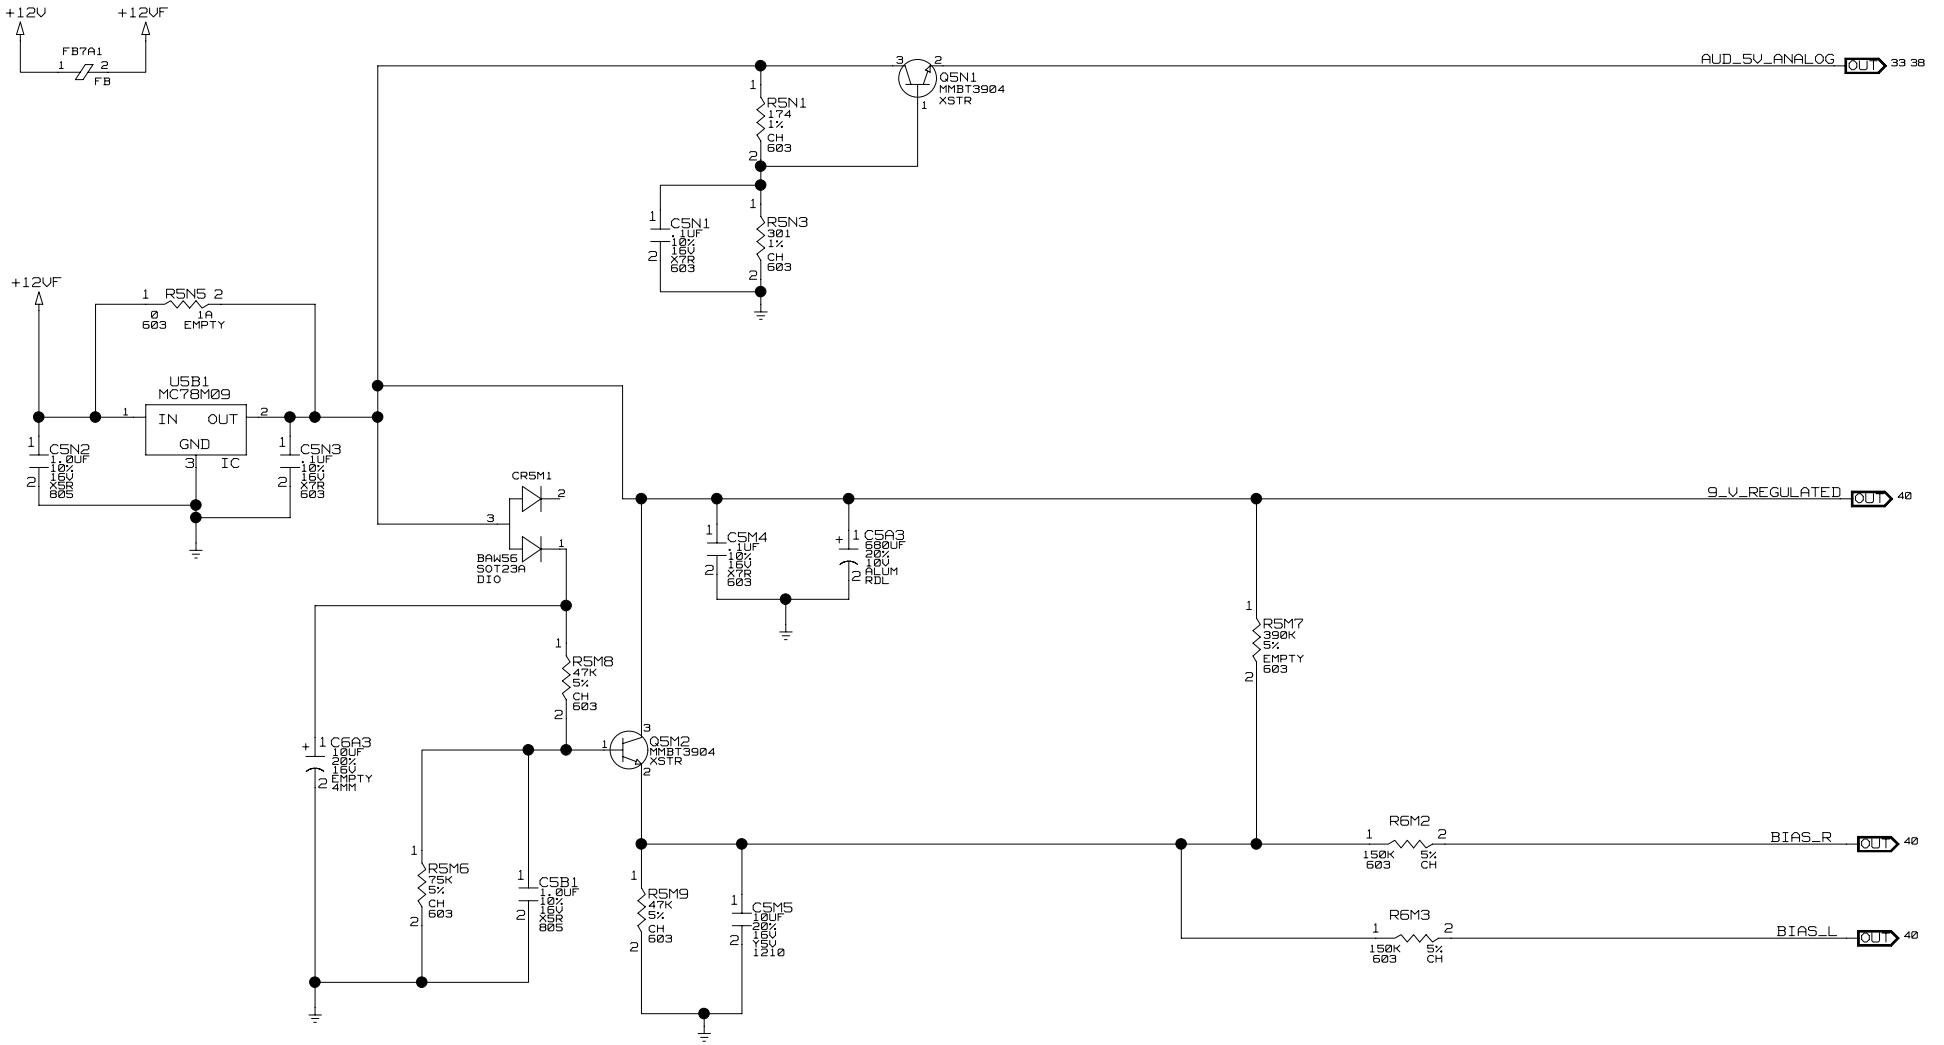 +12V
+12VF
FB7A1
1
2
FB
3
2
Q5N1
MMBT3904
XSTR
1
AUD_5V_ANALOG
OUT
33 38
1
R5N1
174
1%
CH
603
2
1
C5N1
.1UF
10%
16V
X7R
603
2
1
R5N3
301
1%
CH
603
2
+12VF
1
R5N5
2
0
1A
603
EMPTY
U5B1
MC78M09
1
IN
OUT
2
GND
3
IC
1
C5N2
1.0UF
10%
16V
X5R
805
2
1
C5N3
.1UF
10%
16V
X7R
603
2
CR5M1
2
3
1
BAW56
SOT23A
DIO
9_V_REGULATED
OUT
40
1
C5M4
.1UF
10%
16V
X7R
603
2
+
1
C5A3
680UF
20%
10V
ALUM
RDL
2
1
R5M7
390K
5%
EMPTY
603
2
1
R5M8
47K
5%
CH
603
2
+
1
C6A3
10UF
20%
16V
EMPTY
4MM
2
1
3
Q5M2
MMBT3904
XSTR
2
1
R5M6
75K
5%
CH
603
2
1
C5B1
1.0UF
10%
16V
X5R
805
2
1
R5M9
47K
5%
CH
603
2
1
C5M5
10UF
20%
16V
Y5V
1210
2
R6M2
1
2
150K
5%
603
CH
BIAS_R
OUT
40
R6M3
1
2
150K
5%
603
CH
BIAS_L
OUT
40